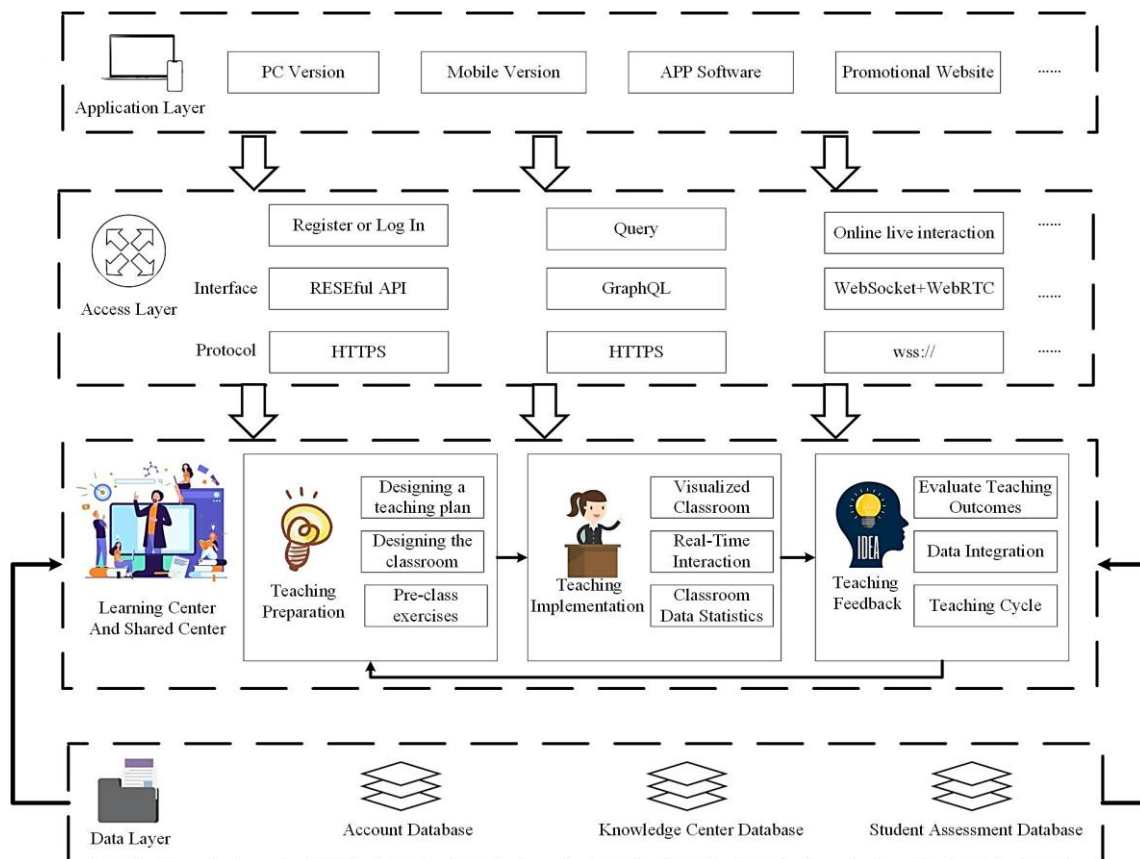 PC Version
Mobile Version
APP Software
Promotional Website
......
Application Layer
Register or Log In
Query
Online live interaction
......
Interface
RESEful API
GraphQL
WebSocket+WebRTC
......
Access Layer
Protocol
HTTPS
HTTPS
wss://
......
Learning Center
And Shared Center
Teaching
Preparation
Designing a
teaching plan
Designing the
classroom
Pre-class
exercises
Teaching
Implementation
Visualized
Classroom
Real-Time
Interaction
Classroom
Data Statistics
IDEA
Teaching
Feedback
Evaluate Teaching
Outcomes
Data Integration
Teaching Cycle
Data Layer
Account Database
Knowledge Center Database
Student Assessment Database